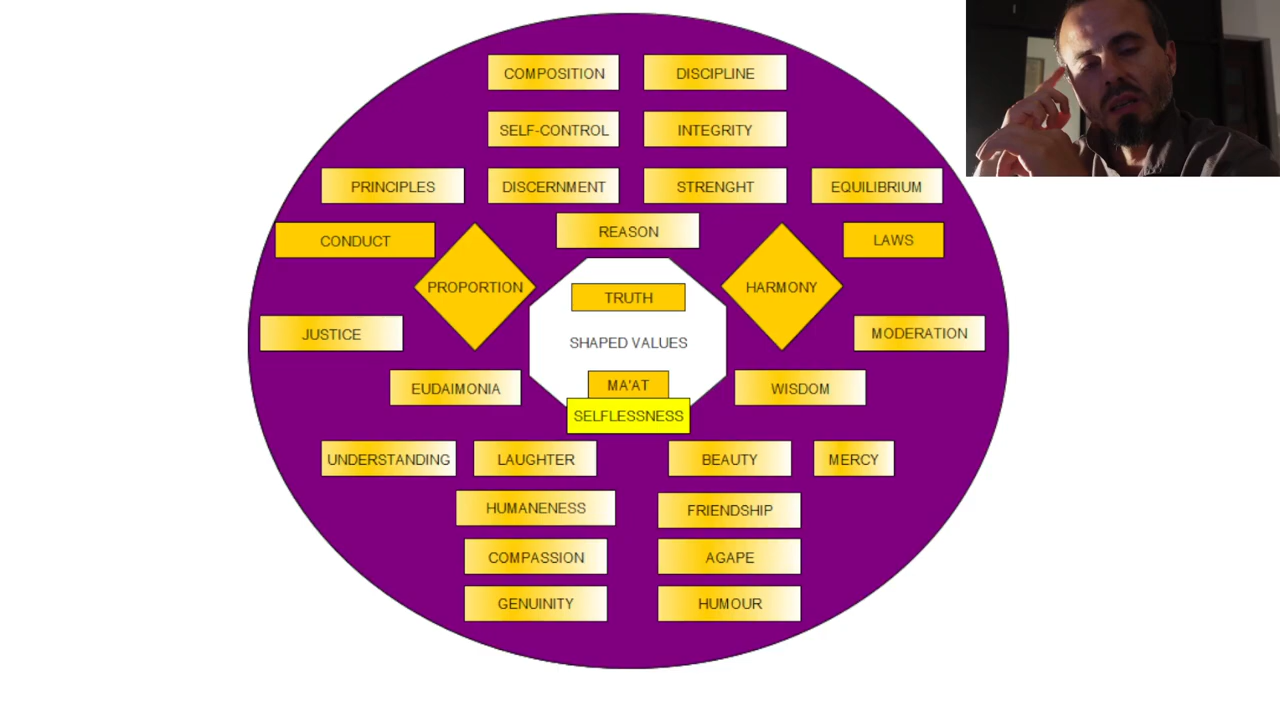 COMPOSITION
DISCIPLINE
SELF-CONTROL
INTEGRITY
PRINCIPLES
DISCERNMENT
STRENGHT
EQUILIBRIUM
REASON
CONDUCT
LAWS
PROPORTION
HARMONY
TRUTH
JUSTICE
SHAPED VALUES
MODERATION
EUDAIMONIA
MA'AT
WISDOM
SELFLESSNESS
UNDERSTANDING
LAUGHTER
BEAUTY
MERCY
HUMANENESS
FRIENDSHIP
COMPASSION
AGAPE
GENUINITY
HUMOUR